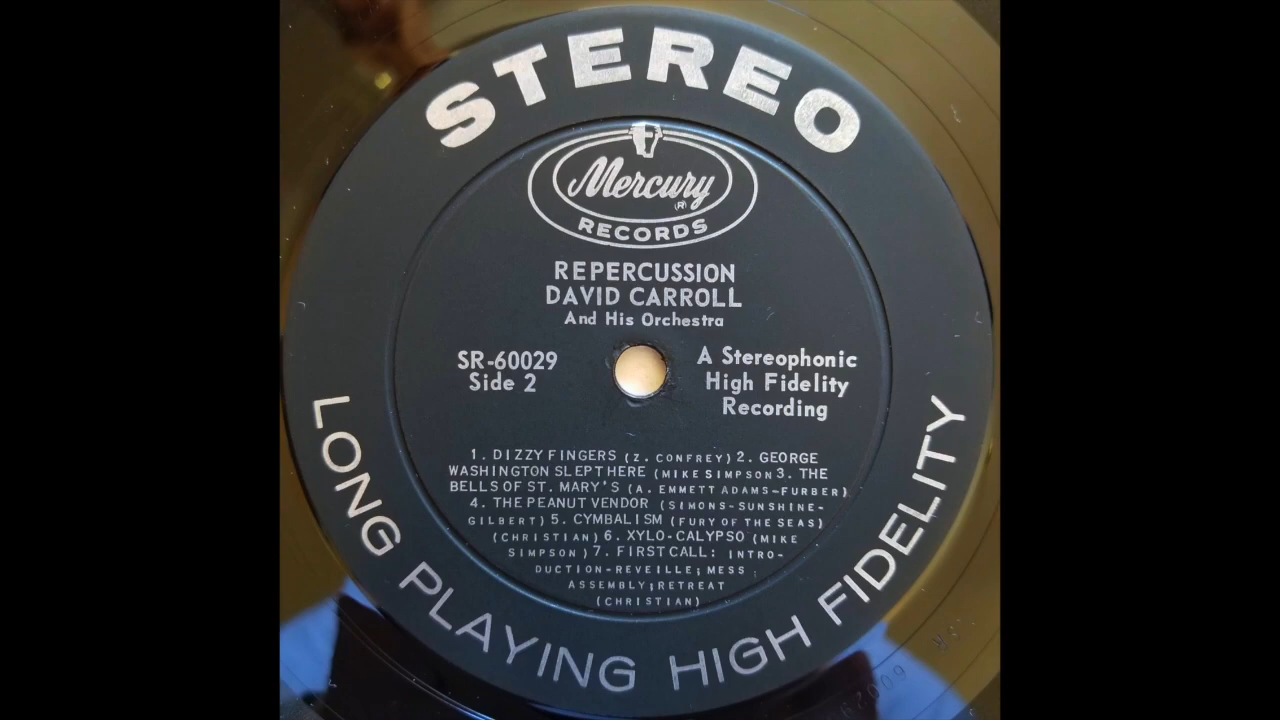 STEREO
Mercury
®
RECORDS
REPERCUSSION
DAVID CARROLL
And His Orchestra
SR-60029
Side 2
A Stereophonic
High Fidelity
Recording
1. DIZZY FINGERS (Z. CONFREY) 2. GEORGE
WASHINGTON SLEPT HERE (MIKE SIMPSON 3. THE
BELLS OF ST. MARY'S (A. EMMETT ADAMS-FURBER)
4. THE PEANUT VENDOR (SIMONS-SUNSHINE-
GILBERT) 5. CYMBALISM (FURY OF THE SEAS)
(CHRISTIAN) 6. XYLO-CALYPSO (MIKE
SIMPSON) 7. FIRST CALL: INTRO-
DUCTION-REVEILLE; MESS
ASSEMBLY; RETREAT
(CHRISTIAN)
LONG PLAYING HIGH FIDELITY